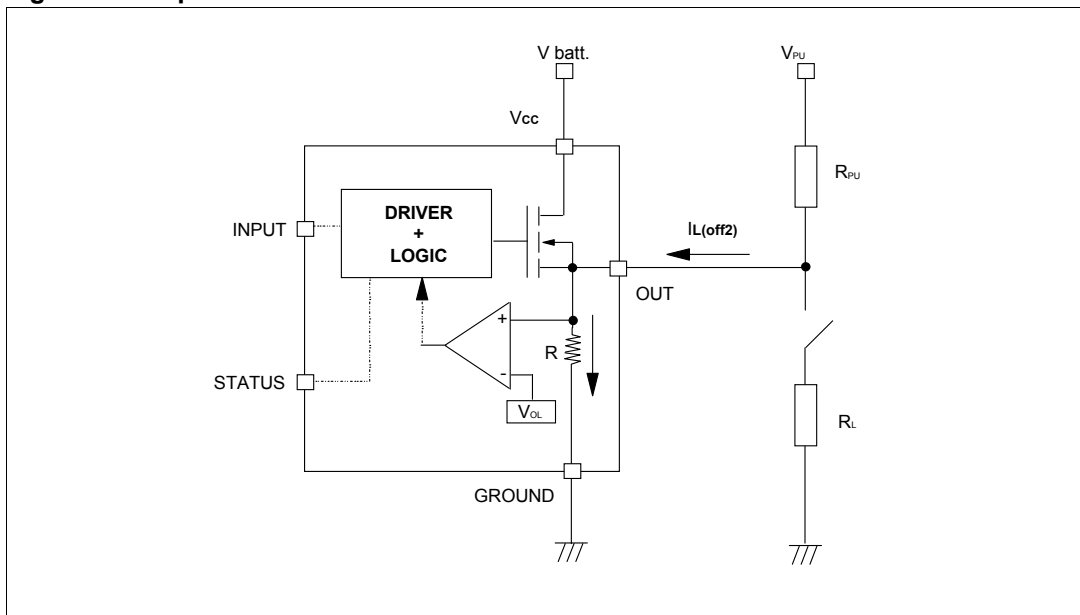 V batt.
VPU
Vcc
RPU
DRIVER
+
LOGIC
INPUT
IL(off2)
OUT
+
R
-
VOL
STATUS
RL
GROUND